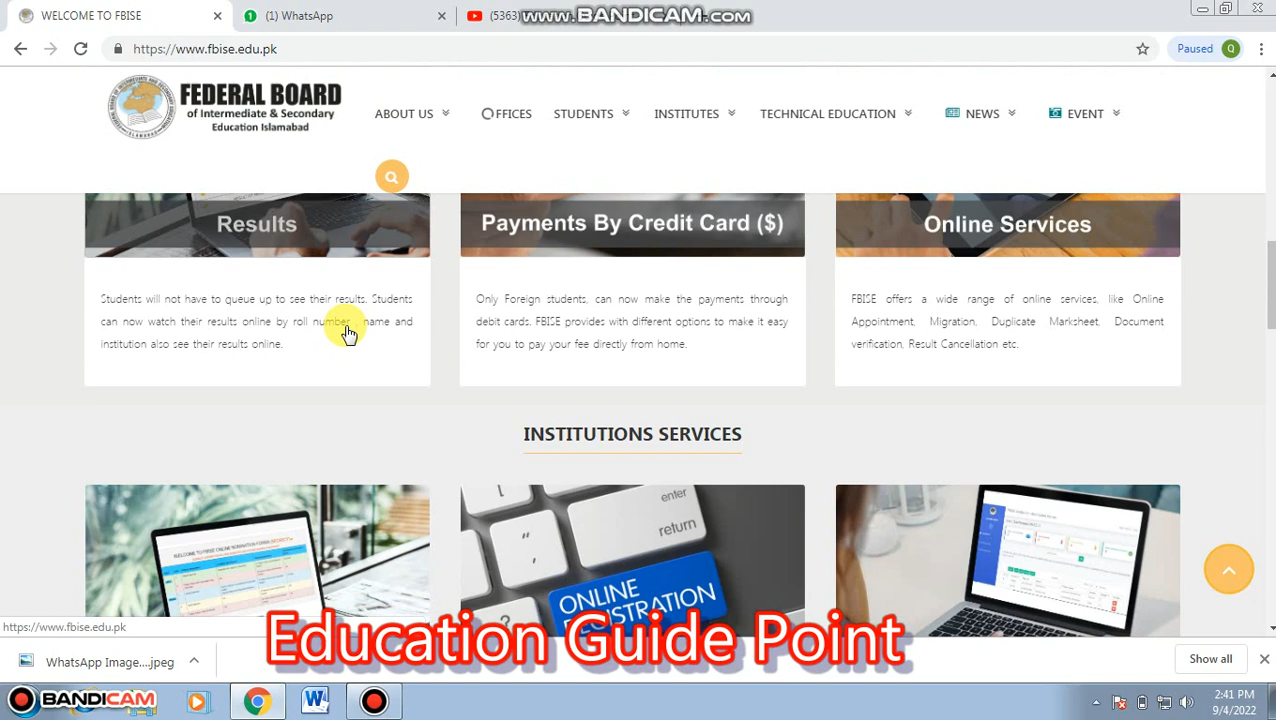 WELCOME TO FBISE
(1) WhatsApp
(5363)
www.BANDICAM.com
https://www.fbise.edu.pk
Paused
Q
FEDERAL BOARD
of Intermediate & Secondary
Education Islamabad
ABOUT US
OFFICES
STUDENTS
INSTITUTES
TECHNICAL EDUCATION
NEWS
EVENT
Results
Payments By Credit Card ($)
Online Services
Students will not have to queue up to see their results. Students
can now watch their results online by roll number, name and
institution also see their results online.
Only Foreign students, can now make the payments through
debit cards. FBISE provides with different options to make it easy
for you to pay your fee directly from home.
FBISE offers a wide range of online services, like Online
Appointment, Migration, Duplicate Marksheet, Document
verification, Result Cancellation etc.
INSTITUTIONS SERVICES
enter
return
ONLINE
REGISTRATION
https://www.fbise.edu.pk
Education Guide Point
WhatsApp Image....jpeg
Show all
BANDICAM
2:41 PM
9/4/2022